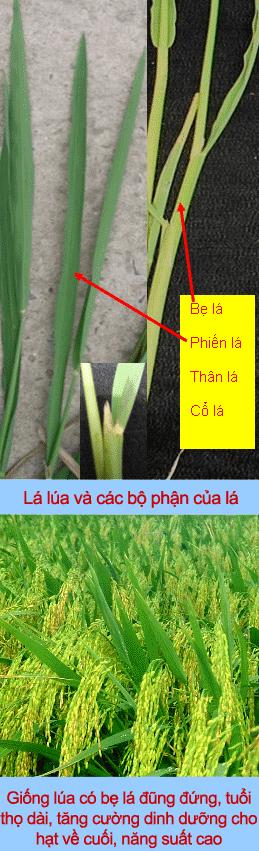 Bẹ lá
Phiến lá
Thân lá
Cổ lá
Lá lúa và các bộ phận của lá
Giống lúa có bẹ lá đũng đứng, tuổi
thọ dài, tăng cường dinh dưỡng cho
hạt về cuối, năng suất cao